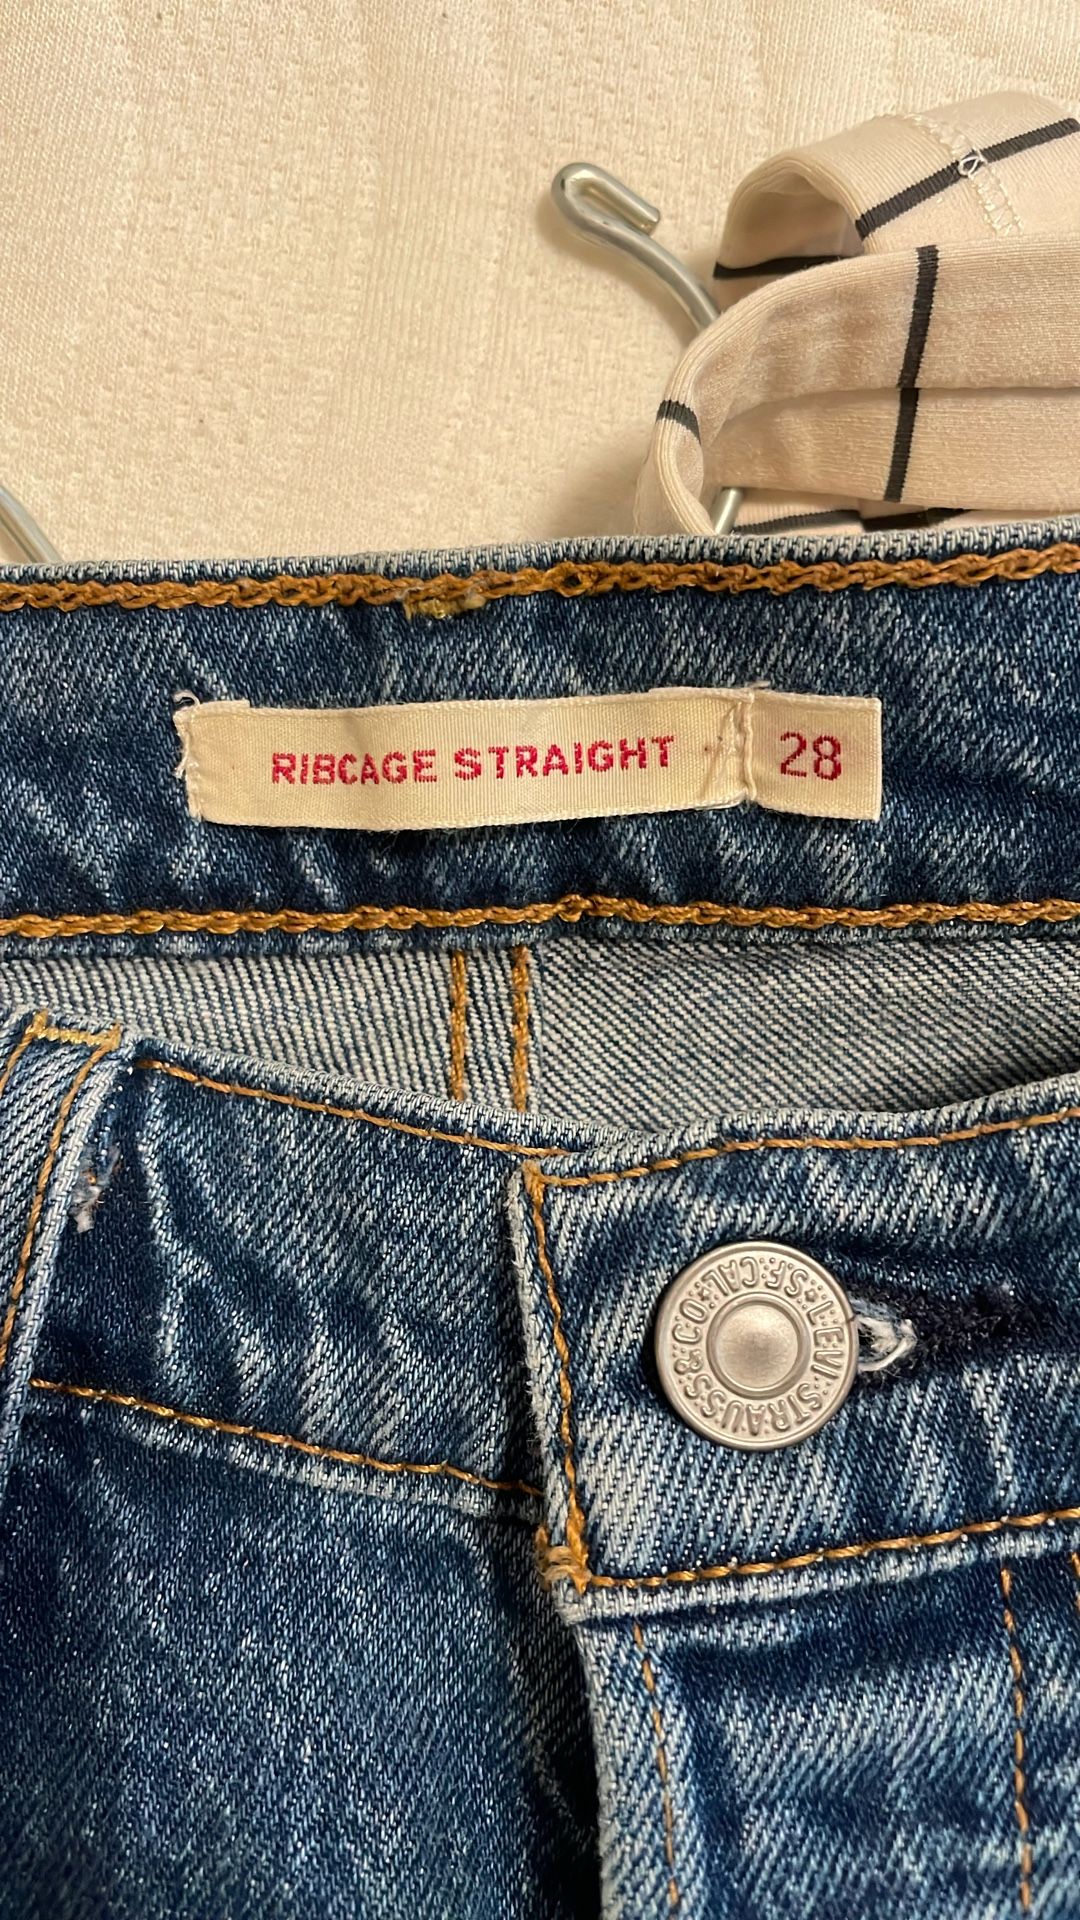 RIBCAGE STRAIGHT 28
LEVI STRAUSS & CO. S.F. CAL.